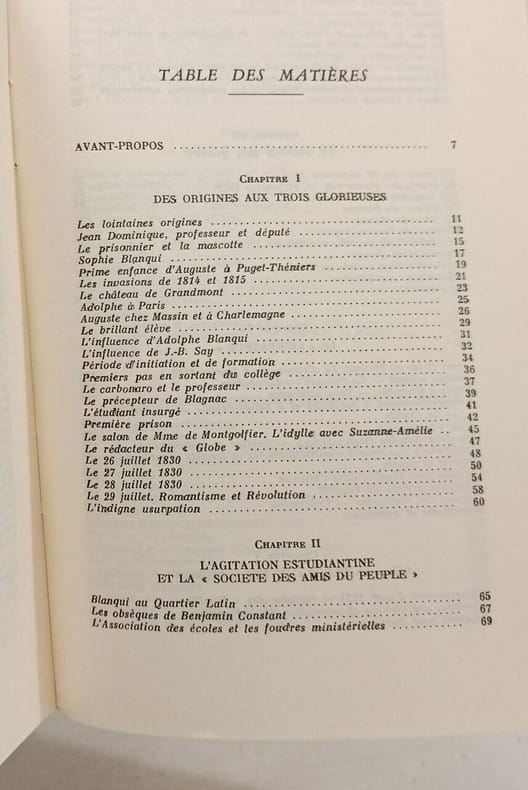 TABLE DES MATIÈRES
AVANT-PROPOS ........................................ 7
CHAPITRE I
DES ORIGINES AUX TROIS GLORIEUSES
Les lointaines origines ........................................ 11
Jean Dominique, professeur et député ........................................ 12
Le prisonnier et la mascotte ........................................ 15
Sophie Blanqui ........................................ 17
Prime enfance d'Auguste à Puget-Théniers ........................................ 19
Les invasions de 1814 et 1815 ........................................ 21
Le château de Grandmont ........................................ 23
Adolphe à Paris ........................................ 25
Auguste chez Massin et à Charlemagne ........................................ 26
Le brillant élève ........................................ 29
L'influence d'Adolphe Blanqui ........................................ 31
L'influence de J.-B. Say ........................................ 32
Période d'initiation et de formation ........................................ 34
Premiers pas en sortant du collège ........................................ 36
Le carbonaro et le professeur ........................................ 37
Le précepteur de Blagnac ........................................ 39
L'étudiant insurgé ........................................ 41
Première prison ........................................ 42
Le salon de Mme de Montgolfier. L'idylle avec Suzanne-Amélie .. 45
Le rédacteur du « Globe » ........................................ 47
Le 26 juillet 1830 ........................................ 48
Le 27 juillet 1830 ........................................ 50
Le 28 juillet 1830 ........................................ 54
Le 29 juillet. Romantisme et Révolution ........................................ 58
L'indigne usurpation ........................................ 60
CHAPITRE II
L'AGITATION ESTUDIANTINE
ET LA « SOCIETE DES AMIS DU PEUPLE »
Blanqui au Quartier Latin ........................................ 65
Les obsèques de Benjamin Constant ........................................ 67
L'Association des écoles et les foudres ministérielles ............ 69